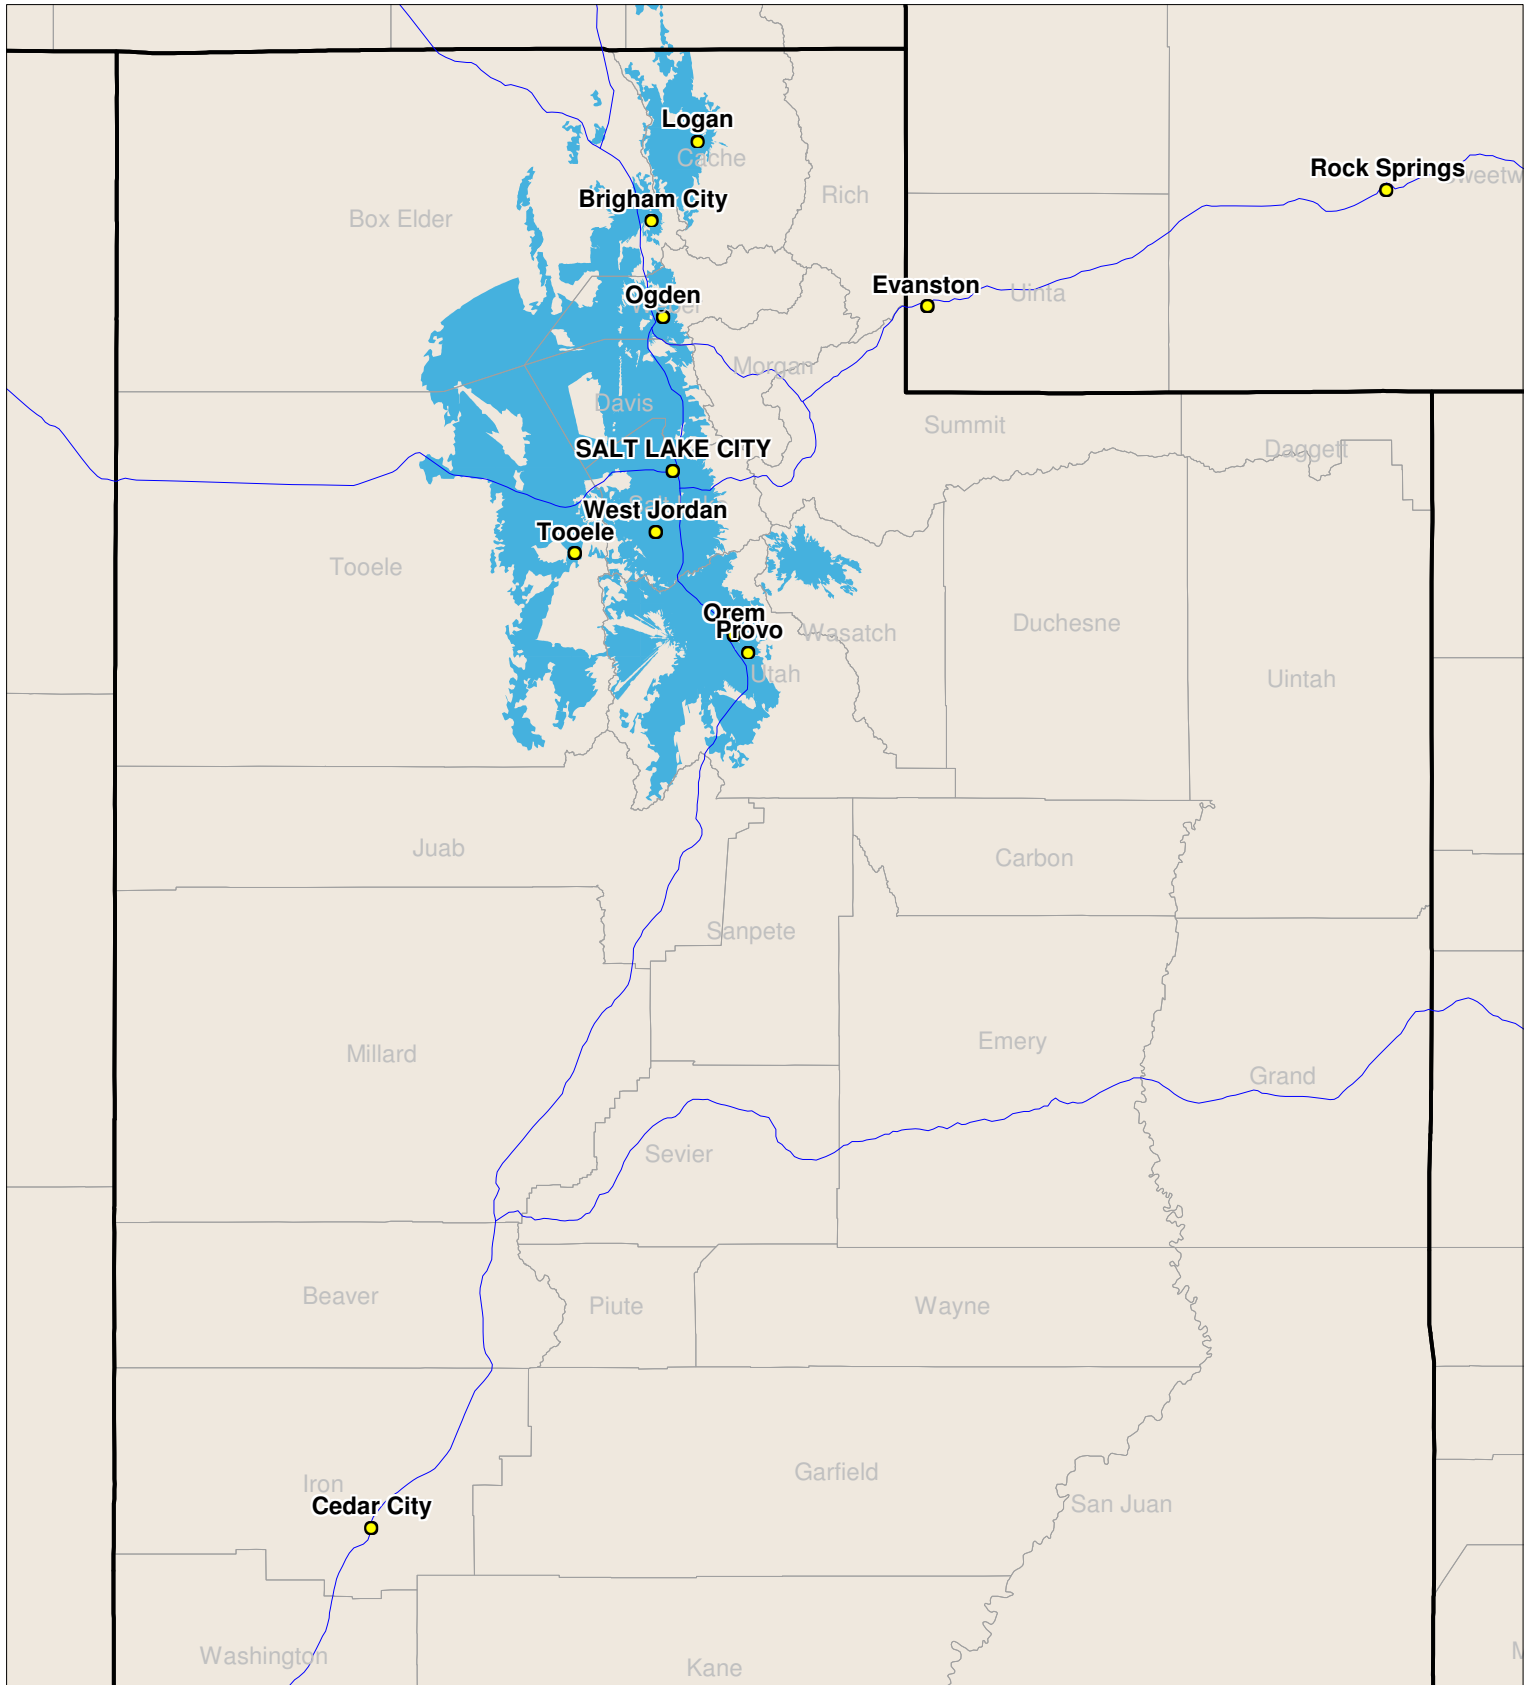 Logan
Cache
Rock Springs
Brigham City
Rich
Box Elder
Evanston
Uinta
Ogden
Morgan
Davis
Summit
SALT LAKE CITY
Daggett
West Jordan
Tooele
Tooele
Orem
Provo
Wasatch
Duchesne
Utah
Uintah
Juab
Carbon
Sanpete
Emery
Millard
Grand
Sevier
Beaver
Piute
Wayne
Iron
Garfield
Cedar City
San Juan
Washington
Kane